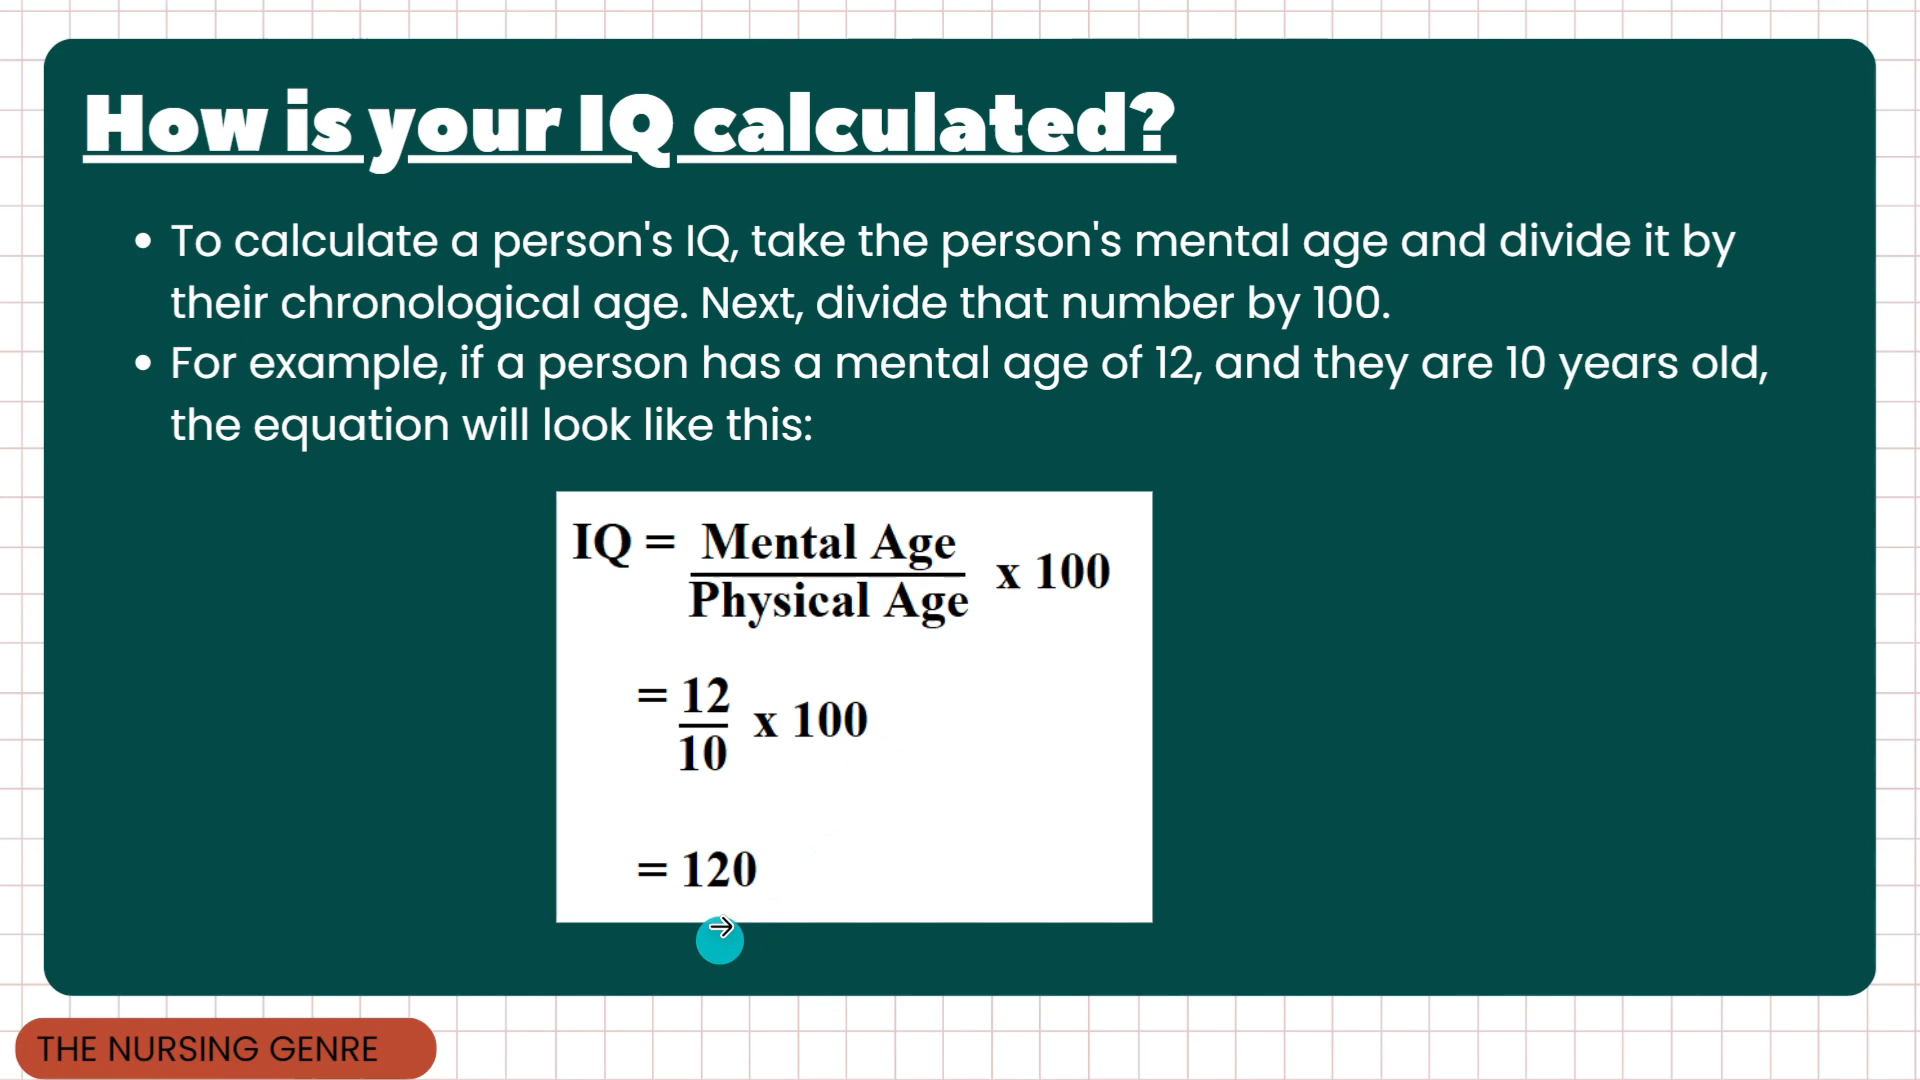 How is your IQ calculated?
• To calculate a person's IQ, take the person's mental age and divide it by
their chronological age. Next, divide that number by 100.
• For example, if a person has a mental age of 12, and they are 10 years old,
the equation will look like this:
IQ = Mental Age
Physical Age x 100
= 12
10 x 100
= 120
THE NURSING GENRE